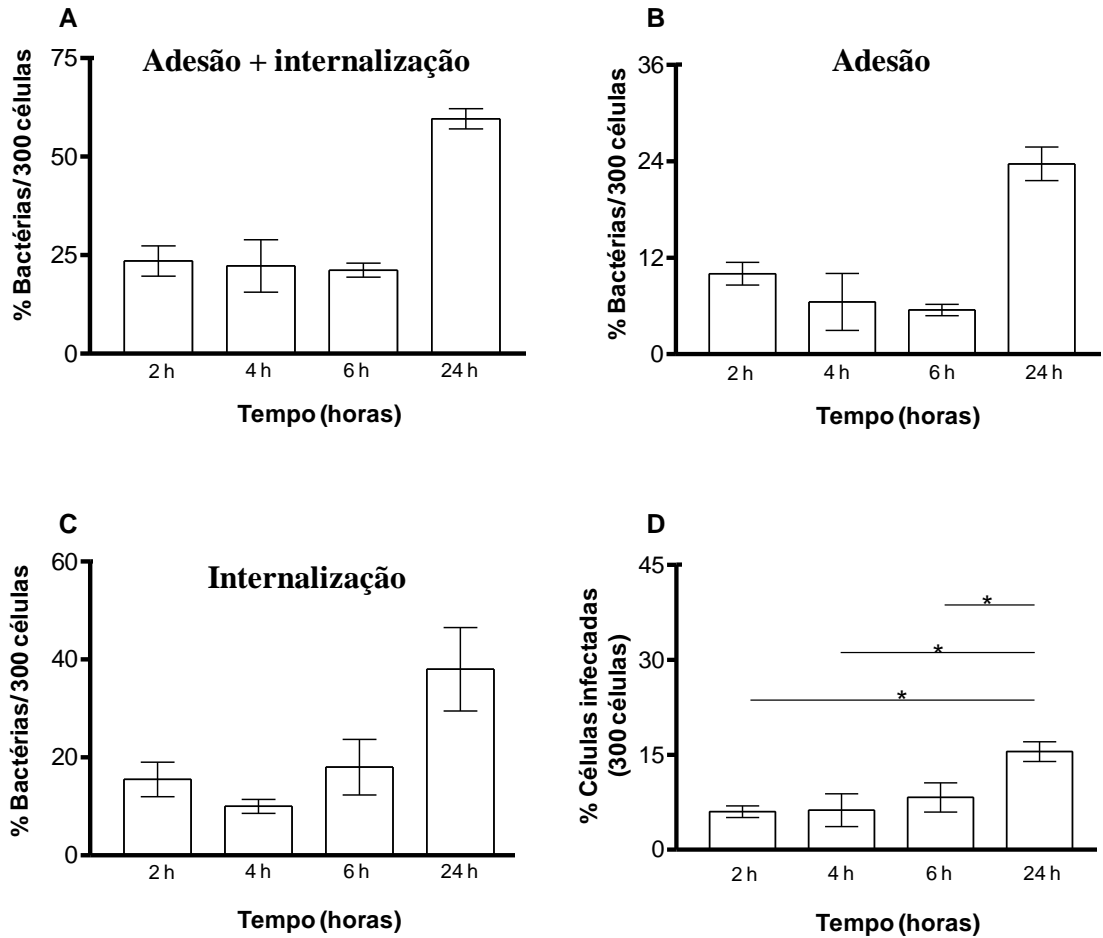 A
Adesão + internalização
% Bactérias/300 células
75
50
25
0
2 h 4 h 6 h 24 h
Tempo (horas)
B
Adesão
% Bactérias/300 células
36
24
12
0
2 h 4 h 6 h 24 h
Tempo (horas)
C
Internalização
% Bactérias/300 células
60
40
20
0
2 h 4 h 6 h 24 h
Tempo (horas)
D
% Células infectadas
(300 células)
45
30
15
0
*
*
*
2 h 4 h 6 h 24 h
Tempo (horas)